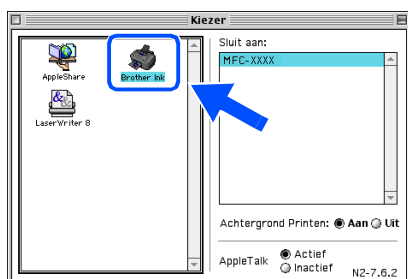 Kiezer
AppleShare
Brother Ink
LaserWriter 8
Sluit aan:
MFC-XXXX
Achtergrond Printen: Aan Uit
AppleTalk
Actief
Inactief
N2-7.6.2